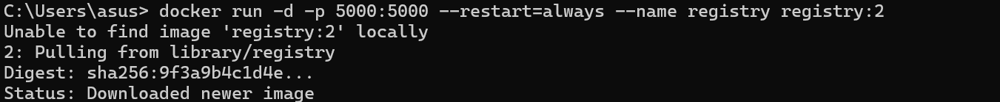 C:\Users\asus> docker run -d -p 5000:5000 --restart=always --name registry registry:2
Unable to find image 'registry:2' locally
2: Pulling from library/registry
Digest: sha256:9f3a9b4c1d4e...
Status: Downloaded newer image